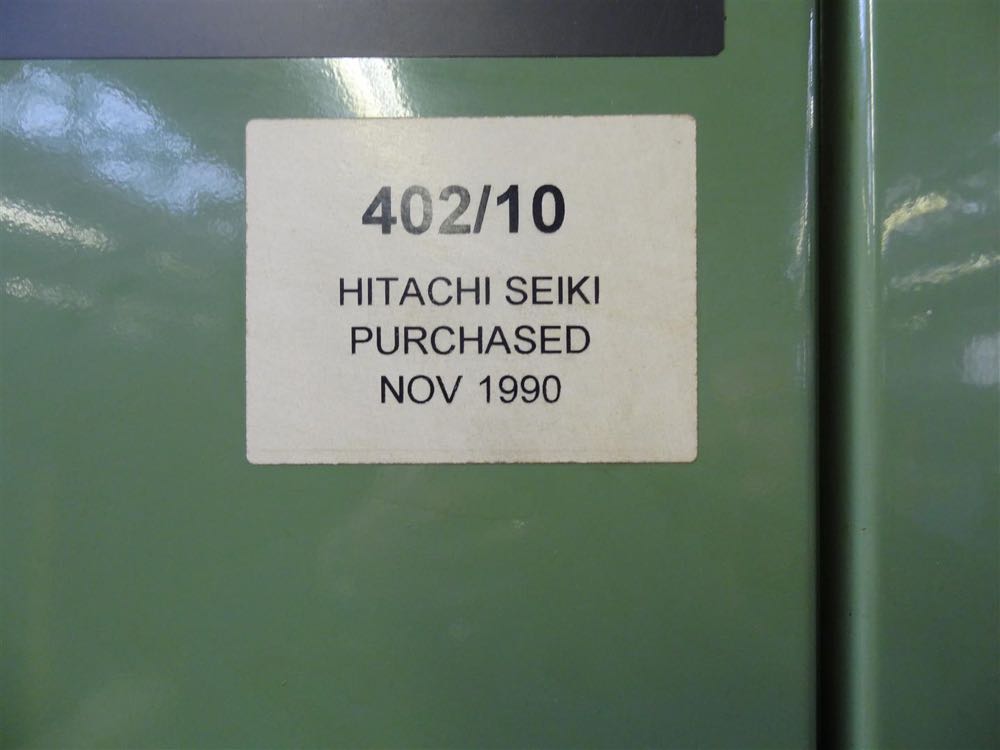 402/10
HITACHI SEIKI
PURCHASED
NOV 1990